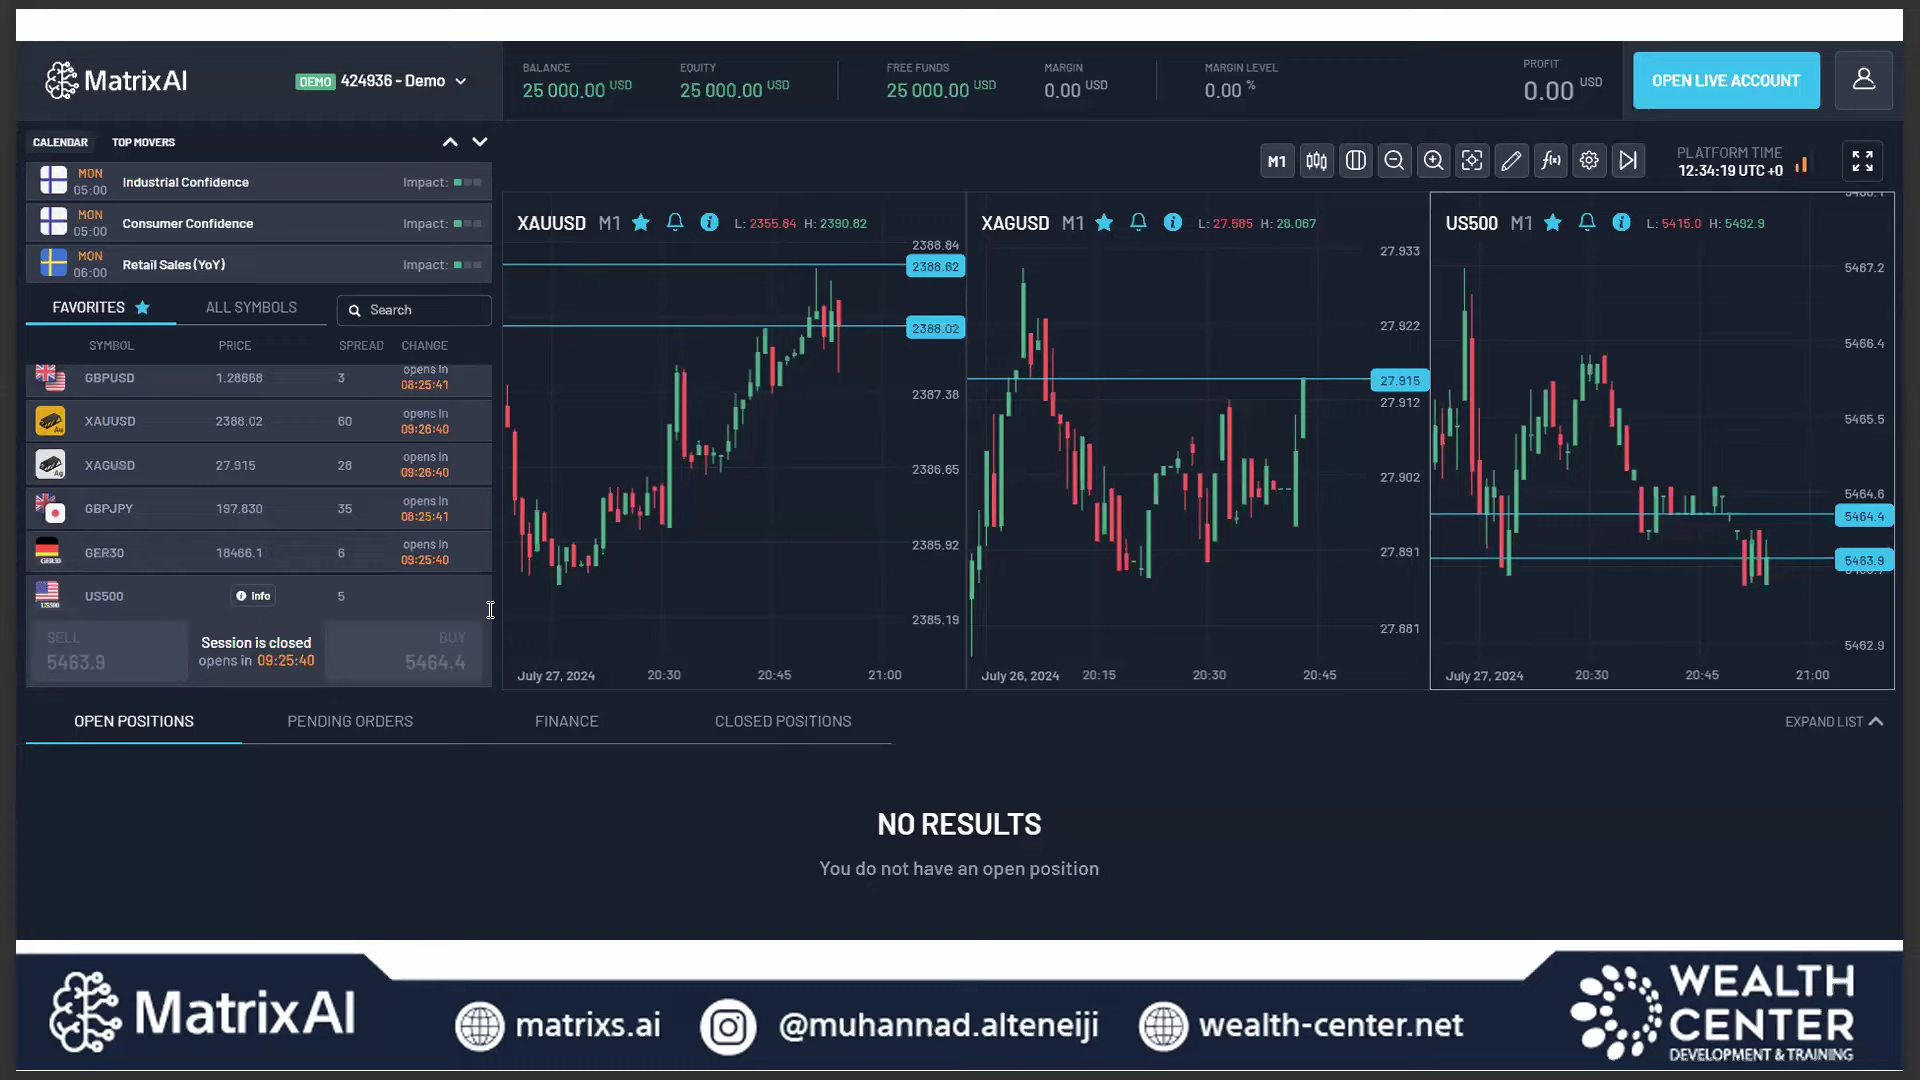 MatrixAI
DEMO 424936 - Demo
BALANCE
25 000.00 USD
EQUITY
25 000.00 USD
FREE FUNDS
25 000.00 USD
MARGIN
0.00 USD
MARGIN LEVEL
0.00 %
PROFIT
0.00 USD
OPEN LIVE ACCOUNT
CALENDAR TOP MOVERS
MON
05:00
Industrial Confidence
Impact:
MON
05:00
Consumer Confidence
Impact:
MON
06:00
Retail Sales (YoY)
Impact:
FAVORITES ALL SYMBOLS Search
SYMBOL PRICE SPREAD CHANGE
GBPUSD 1.28668 3 opens in
08:25:41
XAUUSD 2388.02 60 opens in
09:26:40
XAGUSD 27.915 28 opens in
09:26:40
GBPJPY 197.830 35 opens in
08:25:41
GER30 18466.1 6 opens in
09:25:40
US500 Info 5
SELL
5463.9
Session is closed
opens in 09:25:40
BUY
5464.4
M1
f(x)
PLATFORM TIME
12:34:19 UTC +0
XAUUSD M1 L: 2355.84 H: 2390.82
2388.84
2388.62
2388.02
2387.38
2386.65
2385.92
2385.19
July 27, 2024 20:30 20:45 21:00
XAGUSD M1 L: 27.585 H: 28.067
27.933
27.922
27.915
27.912
27.902
27.891
27.881
July 26, 2024 20:15 20:30 20:45
US500 M1 L: 5415.0 H: 5492.9
5467.2
5466.4
5465.5
5464.6
5464.4
5463.9
5462.9
July 27, 2024 20:30 20:45 21:00
OPEN POSITIONS PENDING ORDERS FINANCE CLOSED POSITIONS EXPAND LIST
NO RESULTS
You do not have an open position
MatrixAI
matrixs.ai
@muhannad.alteneiji
wealth-center.net
WEALTH
CENTER
DEVELOPMENT & TRAINING